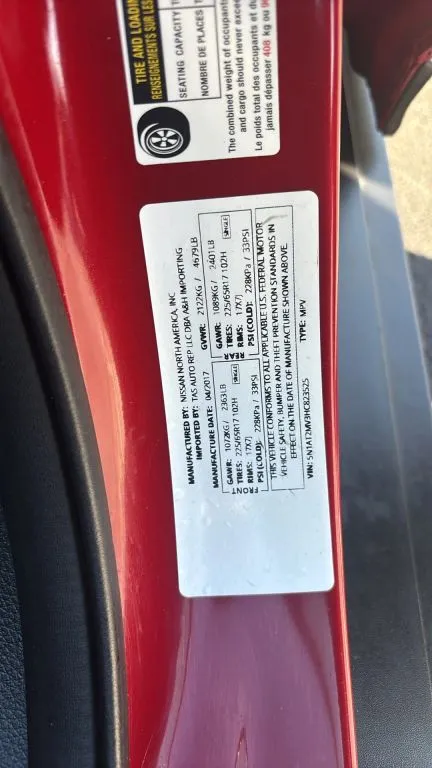 TIRE AND LOADIN
RENSEIGNEMENTS SUR LES
SEATING CAPACITY
NOMBRE DE PLACES
The combined weight of occupants
and cargo should never excee
Le poids total des occupants et du
jamais dépasser 408 kg ou
MANUFACTURED BY: NISSAN NORTH AMERICA, INC
IMPORTED BY: TAS AUTO REP LLC DBA A&H IMPORTING
MANUFACTURE DATE: 04/2017
GVWR: 2122KG / 4679LB
FRONT
GAWR: 1072KG / 2363LB
TIRES: 225/65R17 102H SINGLE
RIMS: 17X7J
PSI (COLD): 228KPa / 33PSI
REAR
GAWR: 1089KG / 2401LB
TIRES: 225/65R17 102H SINGLE
RIMS: 17X7J
PSI (COLD): 228KPa / 33PSI
THIS VEHICLE CONFORMS TO ALL APPLICABLE U.S. FEDERAL MOTOR
VEHICLE SAFETY, BUMPER AND THEFT PREVENTION STANDARDS IN
EFFECT ON THE DATE OF MANUFACTURE SHOWN ABOVE.
VIN: 5N1AT2MV3HC823525 TYPE: MPV